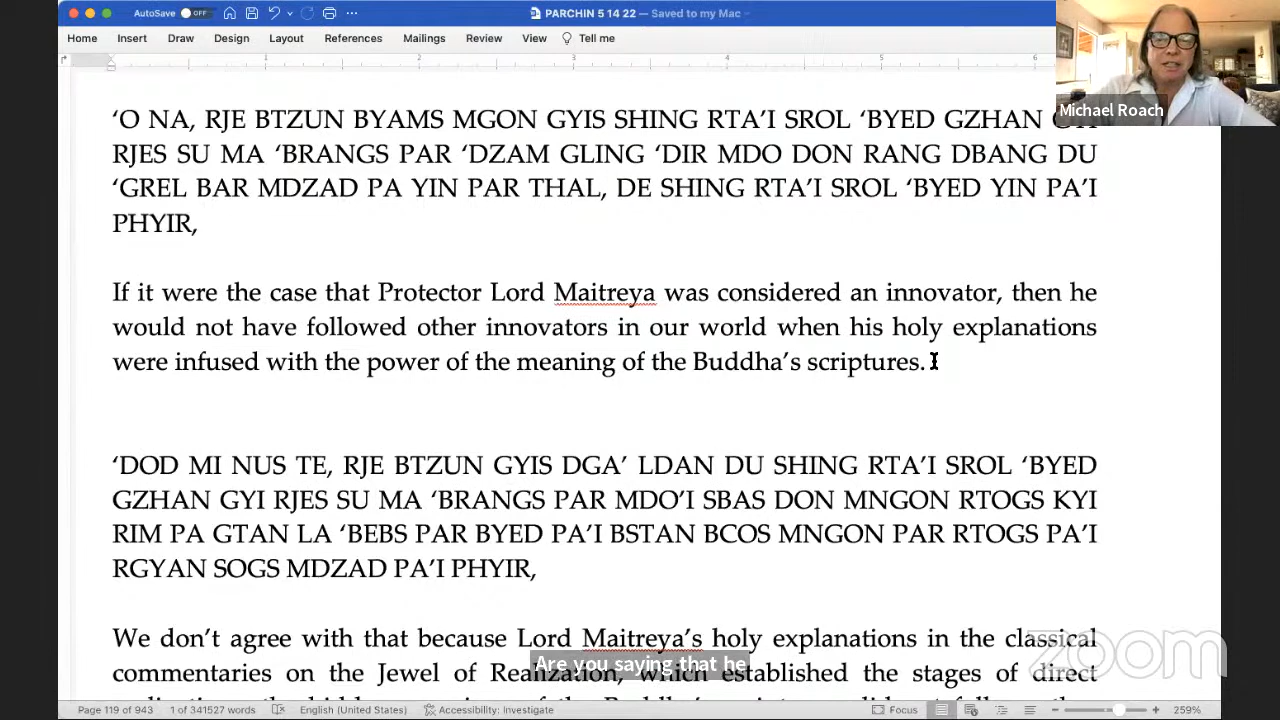 AutoSave OFF PARCHIN 5 14 22 — Saved to my Mac
Home Insert Draw Design Layout References Mailings Review View Tell me
1 2 3 4 5 6
Michael Roach
‘O NA, RJE BTZUN BYAMS MGON GYIS SHING RTA’I SROL ‘BYED GZHAN
RJES SU MA ‘BRANGS PAR ‘DZAM GLING ‘DIR MDO DON RANG DBANG DU
‘GREL BAR MDZAD PA YIN PAR THAL, DE SHING RTA’I SROL ‘BYED YIN PA’I
PHYIR,
If it were the case that Protector Lord Maitreya was considered an innovator, then he
would not have followed other innovators in our world when his holy explanations
were infused with the power of the meaning of the Buddha’s scriptures.
‘DOD MI NUS TE, RJE BTZUN GYIS DGA’ LDAN DU SHING RTA’I SROL ‘BYED
GZHAN GYI RJES SU MA ‘BRANGS PAR MDO’I SBAS DON MNGON RTOGS KYI
RIM PA GTAN LA ‘BEBS PAR BYED PA’I BSTAN BCOS MNGON PAR RTOGS PA’I
RGYAN SOGS MDZAD PA’I PHYIR,
We don’t agree with that because Lord Maitreya’s holy explanations in the classical
commentaries on the Jewel of Realization, which established the stages of direct
Are you saying that he
zoom
Page 119 of 943 1 of 341527 words English (United States) Accessibility: Investigate Focus 259%